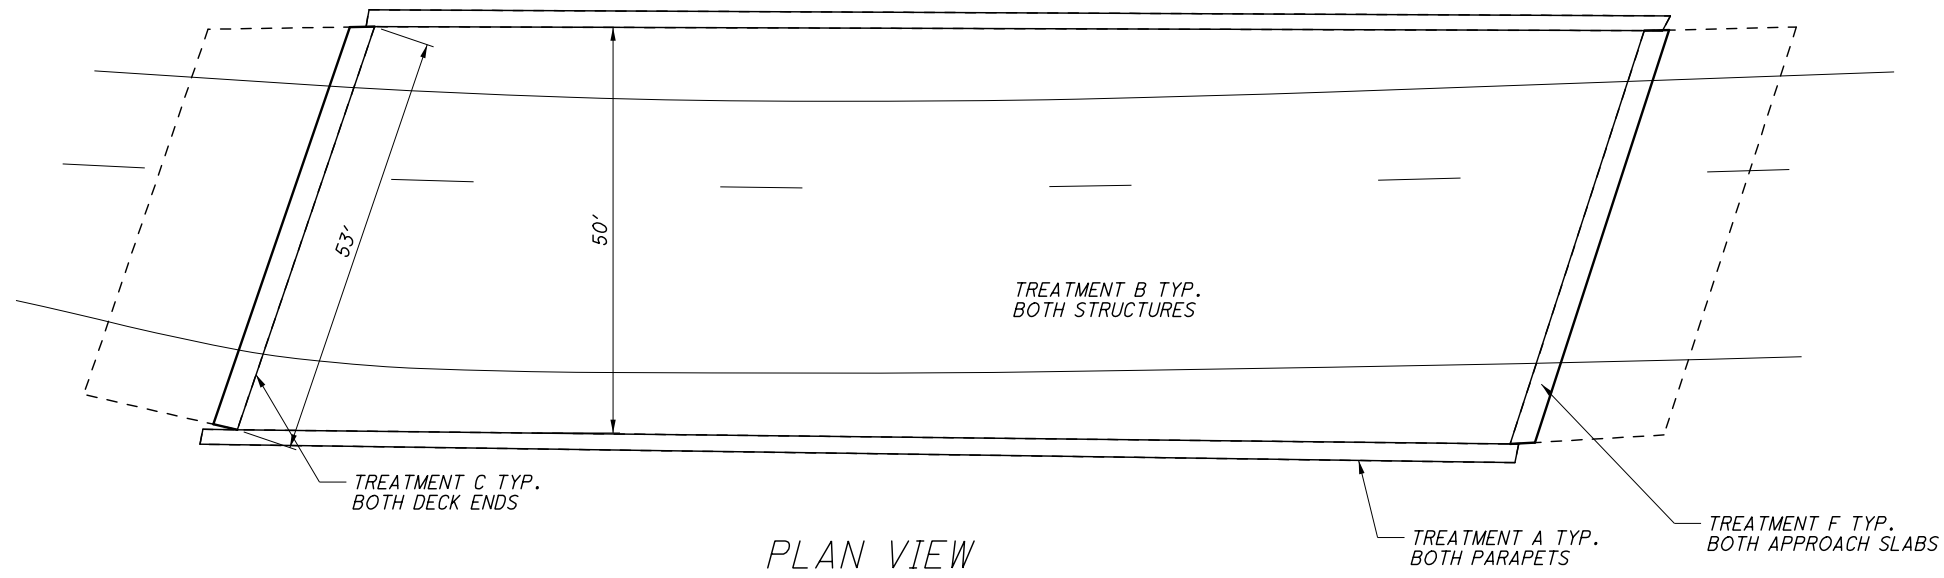 53'
50'
TREATMENT B TYP.
BOTH STRUCTURES
TREATMENT C TYP.
BOTH DECK ENDS
TREATMENT F TYP.
BOTH APPROACH SLABS
TREATMENT A TYP.
BOTH PARAPETS
PLAN VIEW